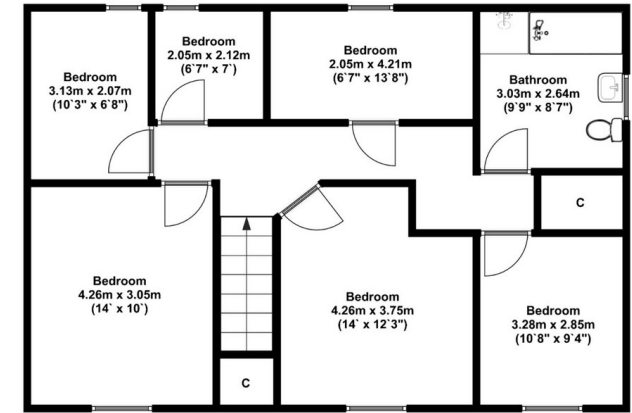 Bedroom
3.13m x 2.07m
(10`3" x 6`8")
Bedroom
2.05m x 2.12m
(6`7" x 7`)
Bedroom
2.05m x 4.21m
(6`7" x 13`8")
Bathroom
3.03m x 2.64m
(9`9" x 8`7")
C
Bedroom
4.26m x 3.05m
(14` x 10`)
Bedroom
4.26m x 3.75m
(14` x 12`3")
Bedroom
3.28m x 2.85m
(10`8" x 9`4")
C